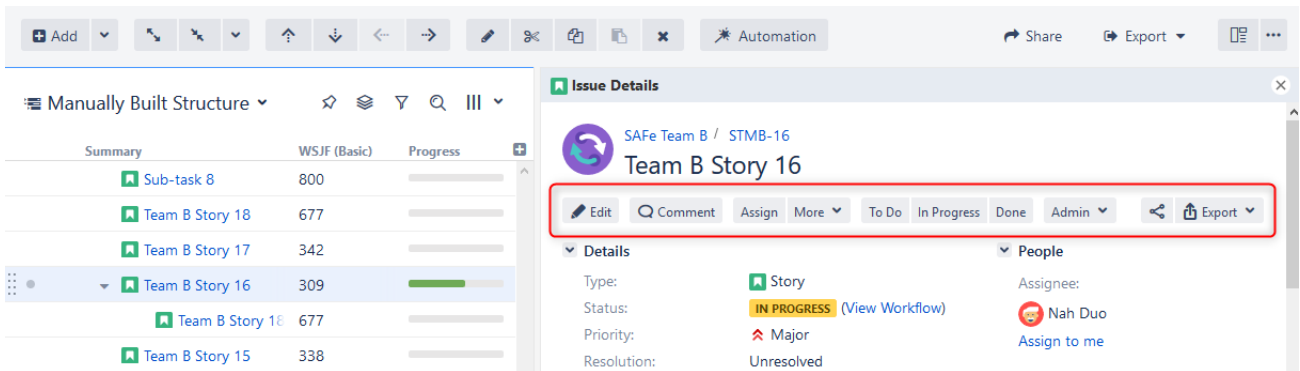 Add Automation Share Export
Manually Built Structure
Summary WSJF (Basic) Progress
Sub-task 8 800
Team B Story 18 677
Team B Story 17 342
Team B Story 16 309
Team B Story 18 677
Team B Story 15 338
Issue Details
SAFe Team B / STMB-16
Team B Story 16
Edit Comment Assign More To Do In Progress Done Admin Export
Details
Type: Story
Status: IN PROGRESS (View Workflow)
Priority: Major
Resolution: Unresolved
People
Assignee:
Nah Duo
Assign to me